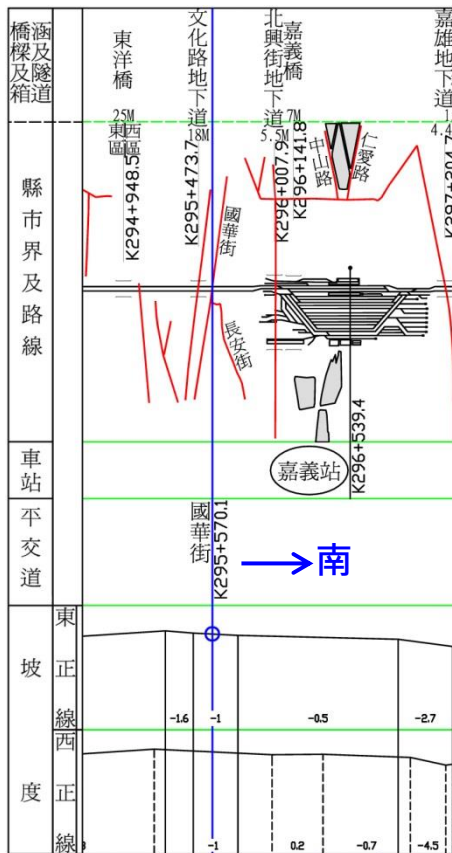 橋樑及箱
涵及隧道
東洋橋
25M
東區
西區
K294+948.5
文化路地下道
18M
K295+473.7
北興街地下道
5.5M
K296+007.9
嘉義橋
7M
K296+141.8
中山路
仁愛路
嘉雄地下道
縣市界及路線
國華街
長安街
車站
嘉義站
K296+539.4
平交道
國華街
K295+570.1
南
坡度
東正線
-1.6
-1
-0.5
-2.7
西正線
-1
0.2
-0.7
-4.5